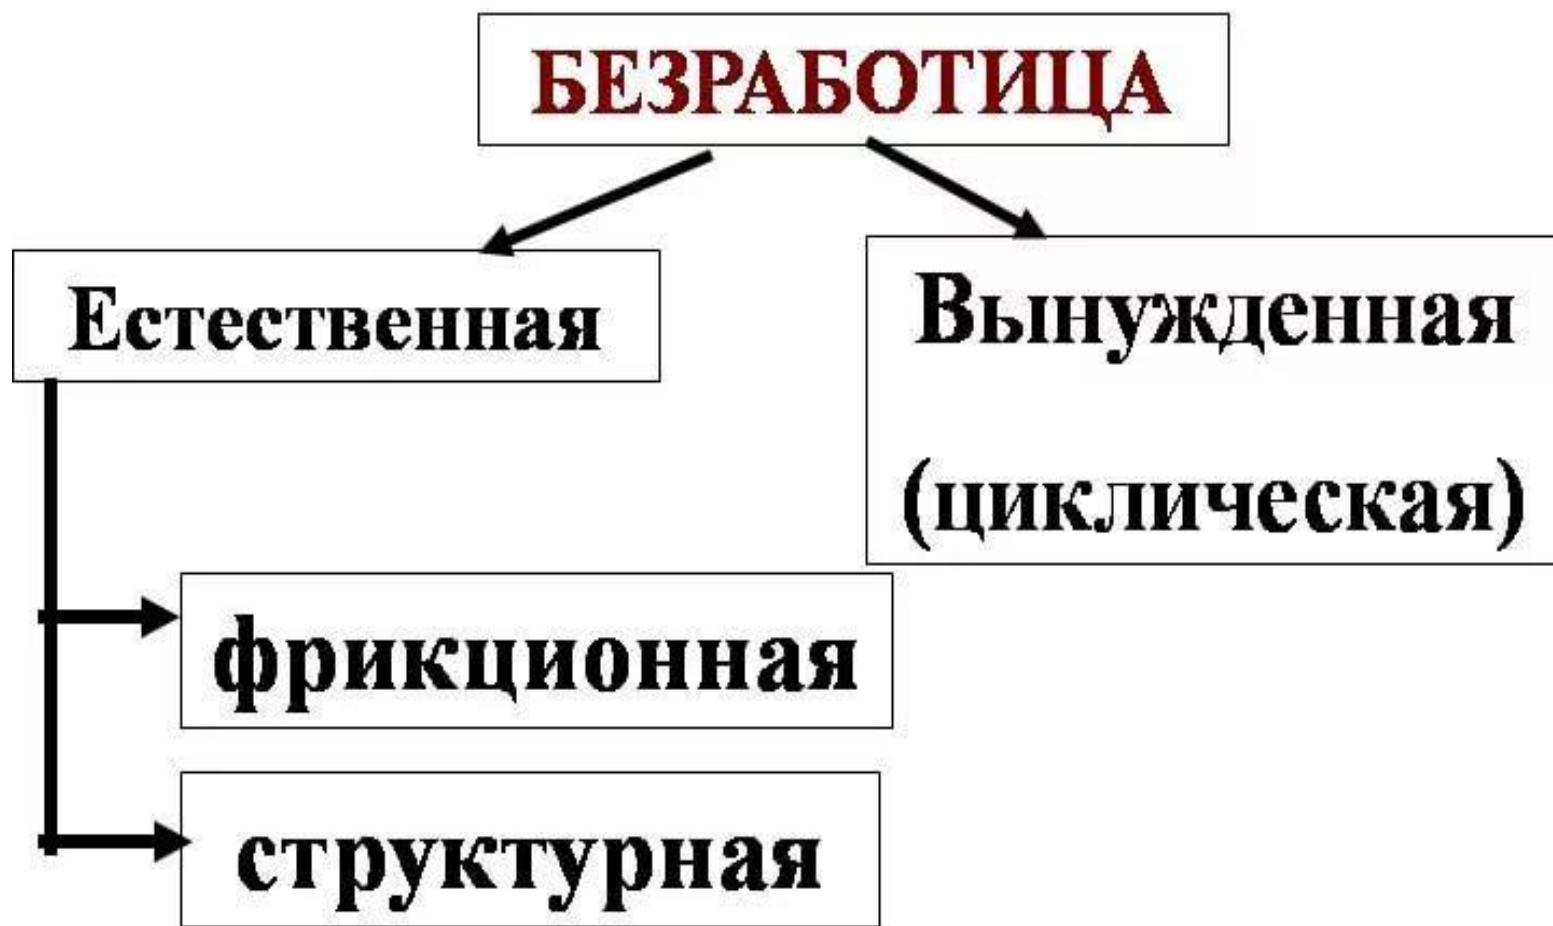 БЕЗРАБОТИЦА
Естественная
Вынужденная
(циклическая)
фрикционная
структурная